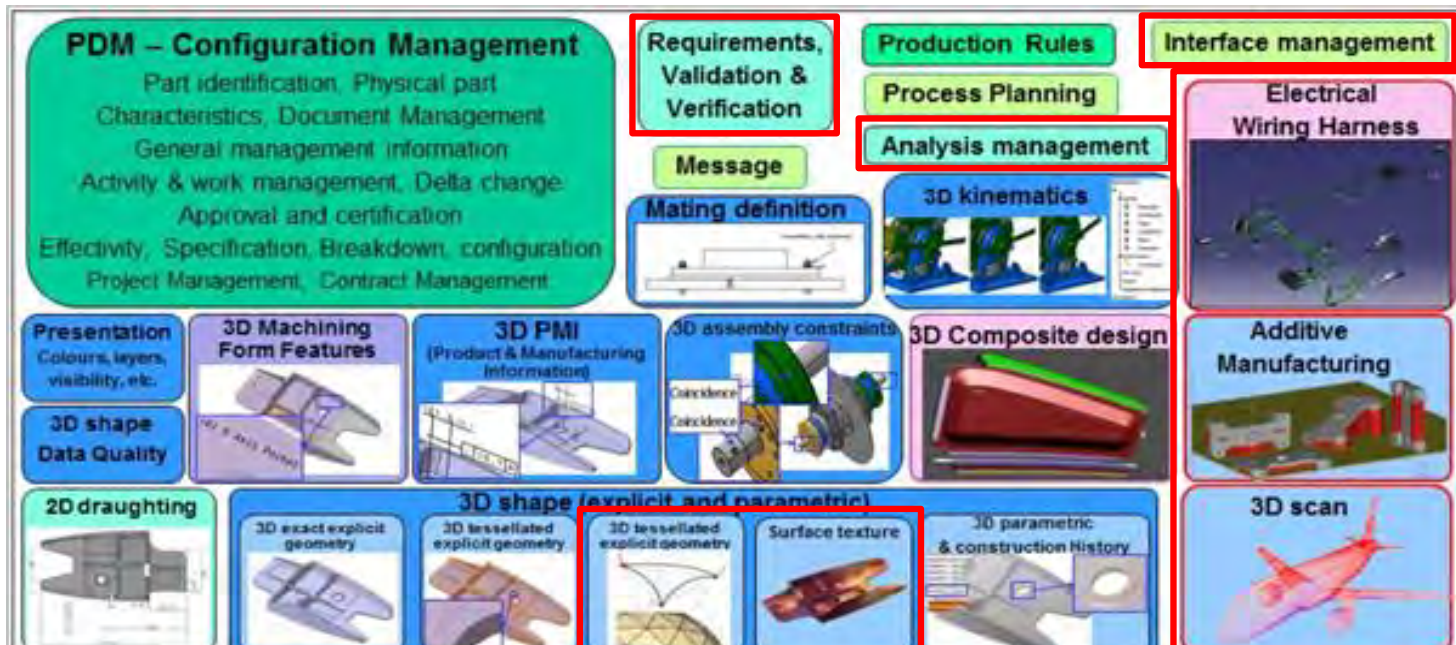 PDM – Configuration Management
Part identification, Physical part
Characteristics, Document Management
General management information
Activity & work management, Delta change
Approval and certification
Effectivity, Specification, Breakdown, configuration
Project Management, Contract Management
Requirements,
Validation &
Verification
Message
Production Rules
Process Planning
Analysis management
Interface management
Electrical
Wiring Harness
Mating definition
3D kinematics
Presentation
Colours, layers,
visibility, etc.
3D shape
Data Quality
3D Machining
Form Features
3D PMI
(Product & Manufacturing
Information)
3D assembly constraints
Coincidence
Coincidence
3D Composite design
Additive
Manufacturing
2D draughting
3D shape (explicit and parametric)
3D exact explicit
geometry
3D tessellated
explicit geometry
3D tessellated
explicit geometry
Surface texture
3D parametric
& construction History
3D scan